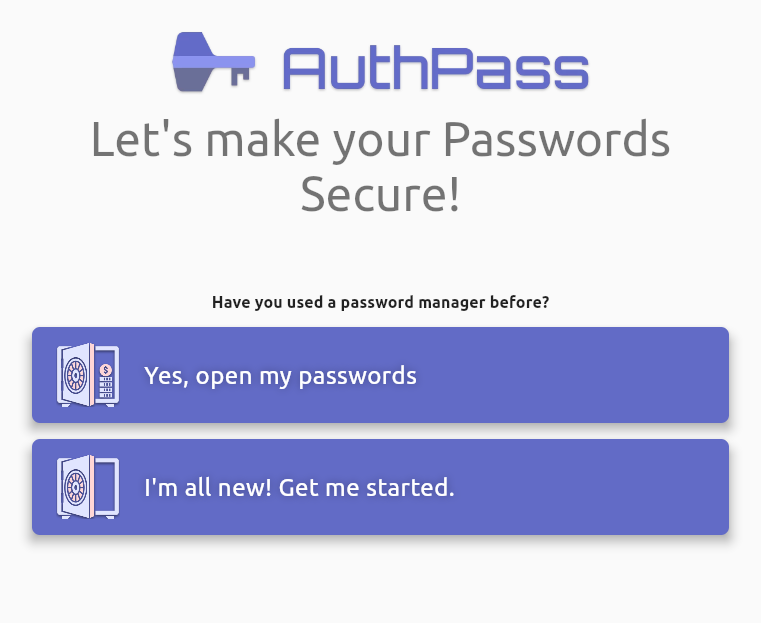 AuthPass
Let's make your Passwords
Secure!
Have you used a password manager before?
$
Yes, open my passwords
I'm all new! Get me started.